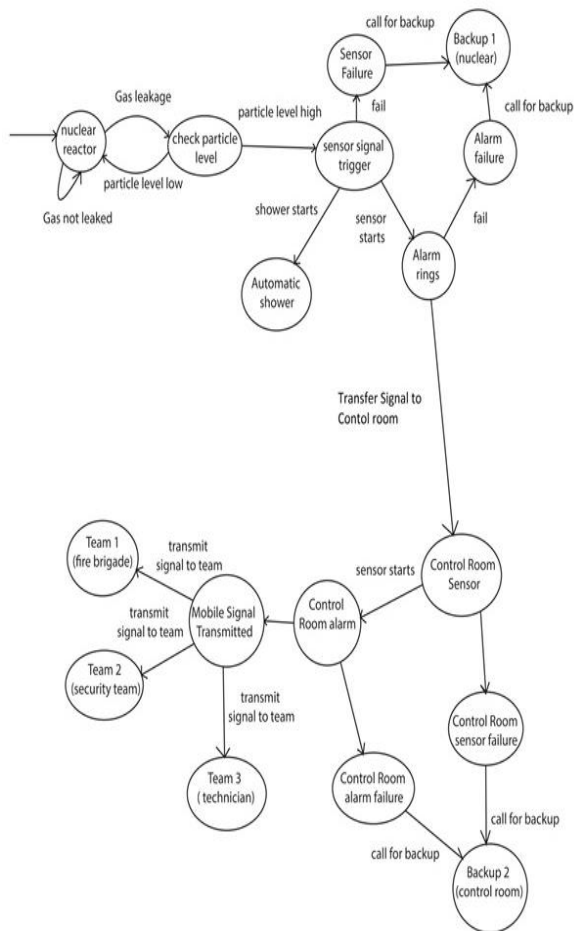 call for backup
Sensor
Failure
Backup 1
(nuclear)
Gas leakage
particle level high
fail
call for backup
nuclear
reactor
check particle
level
sensor signal
trigger
Alarm
failure
particle level low
Gas not leaked
shower starts
sensor
starts
fail
Automatic
shower
Alarm
rings
Transfer Signal to
Contol room
Team 1
(fire brigade)
transmit
signal to team
sensor starts
Control Room
Sensor
transmit
signal to team
Mobile Signal
Transmitted
Control
Room alarm
Team 2
(security team)
transmit
signal to team
Control Room
sensor failure
Team 3
( technician)
Control Room
alarm failure
call for backup
call for backup
Backup 2
(control room)